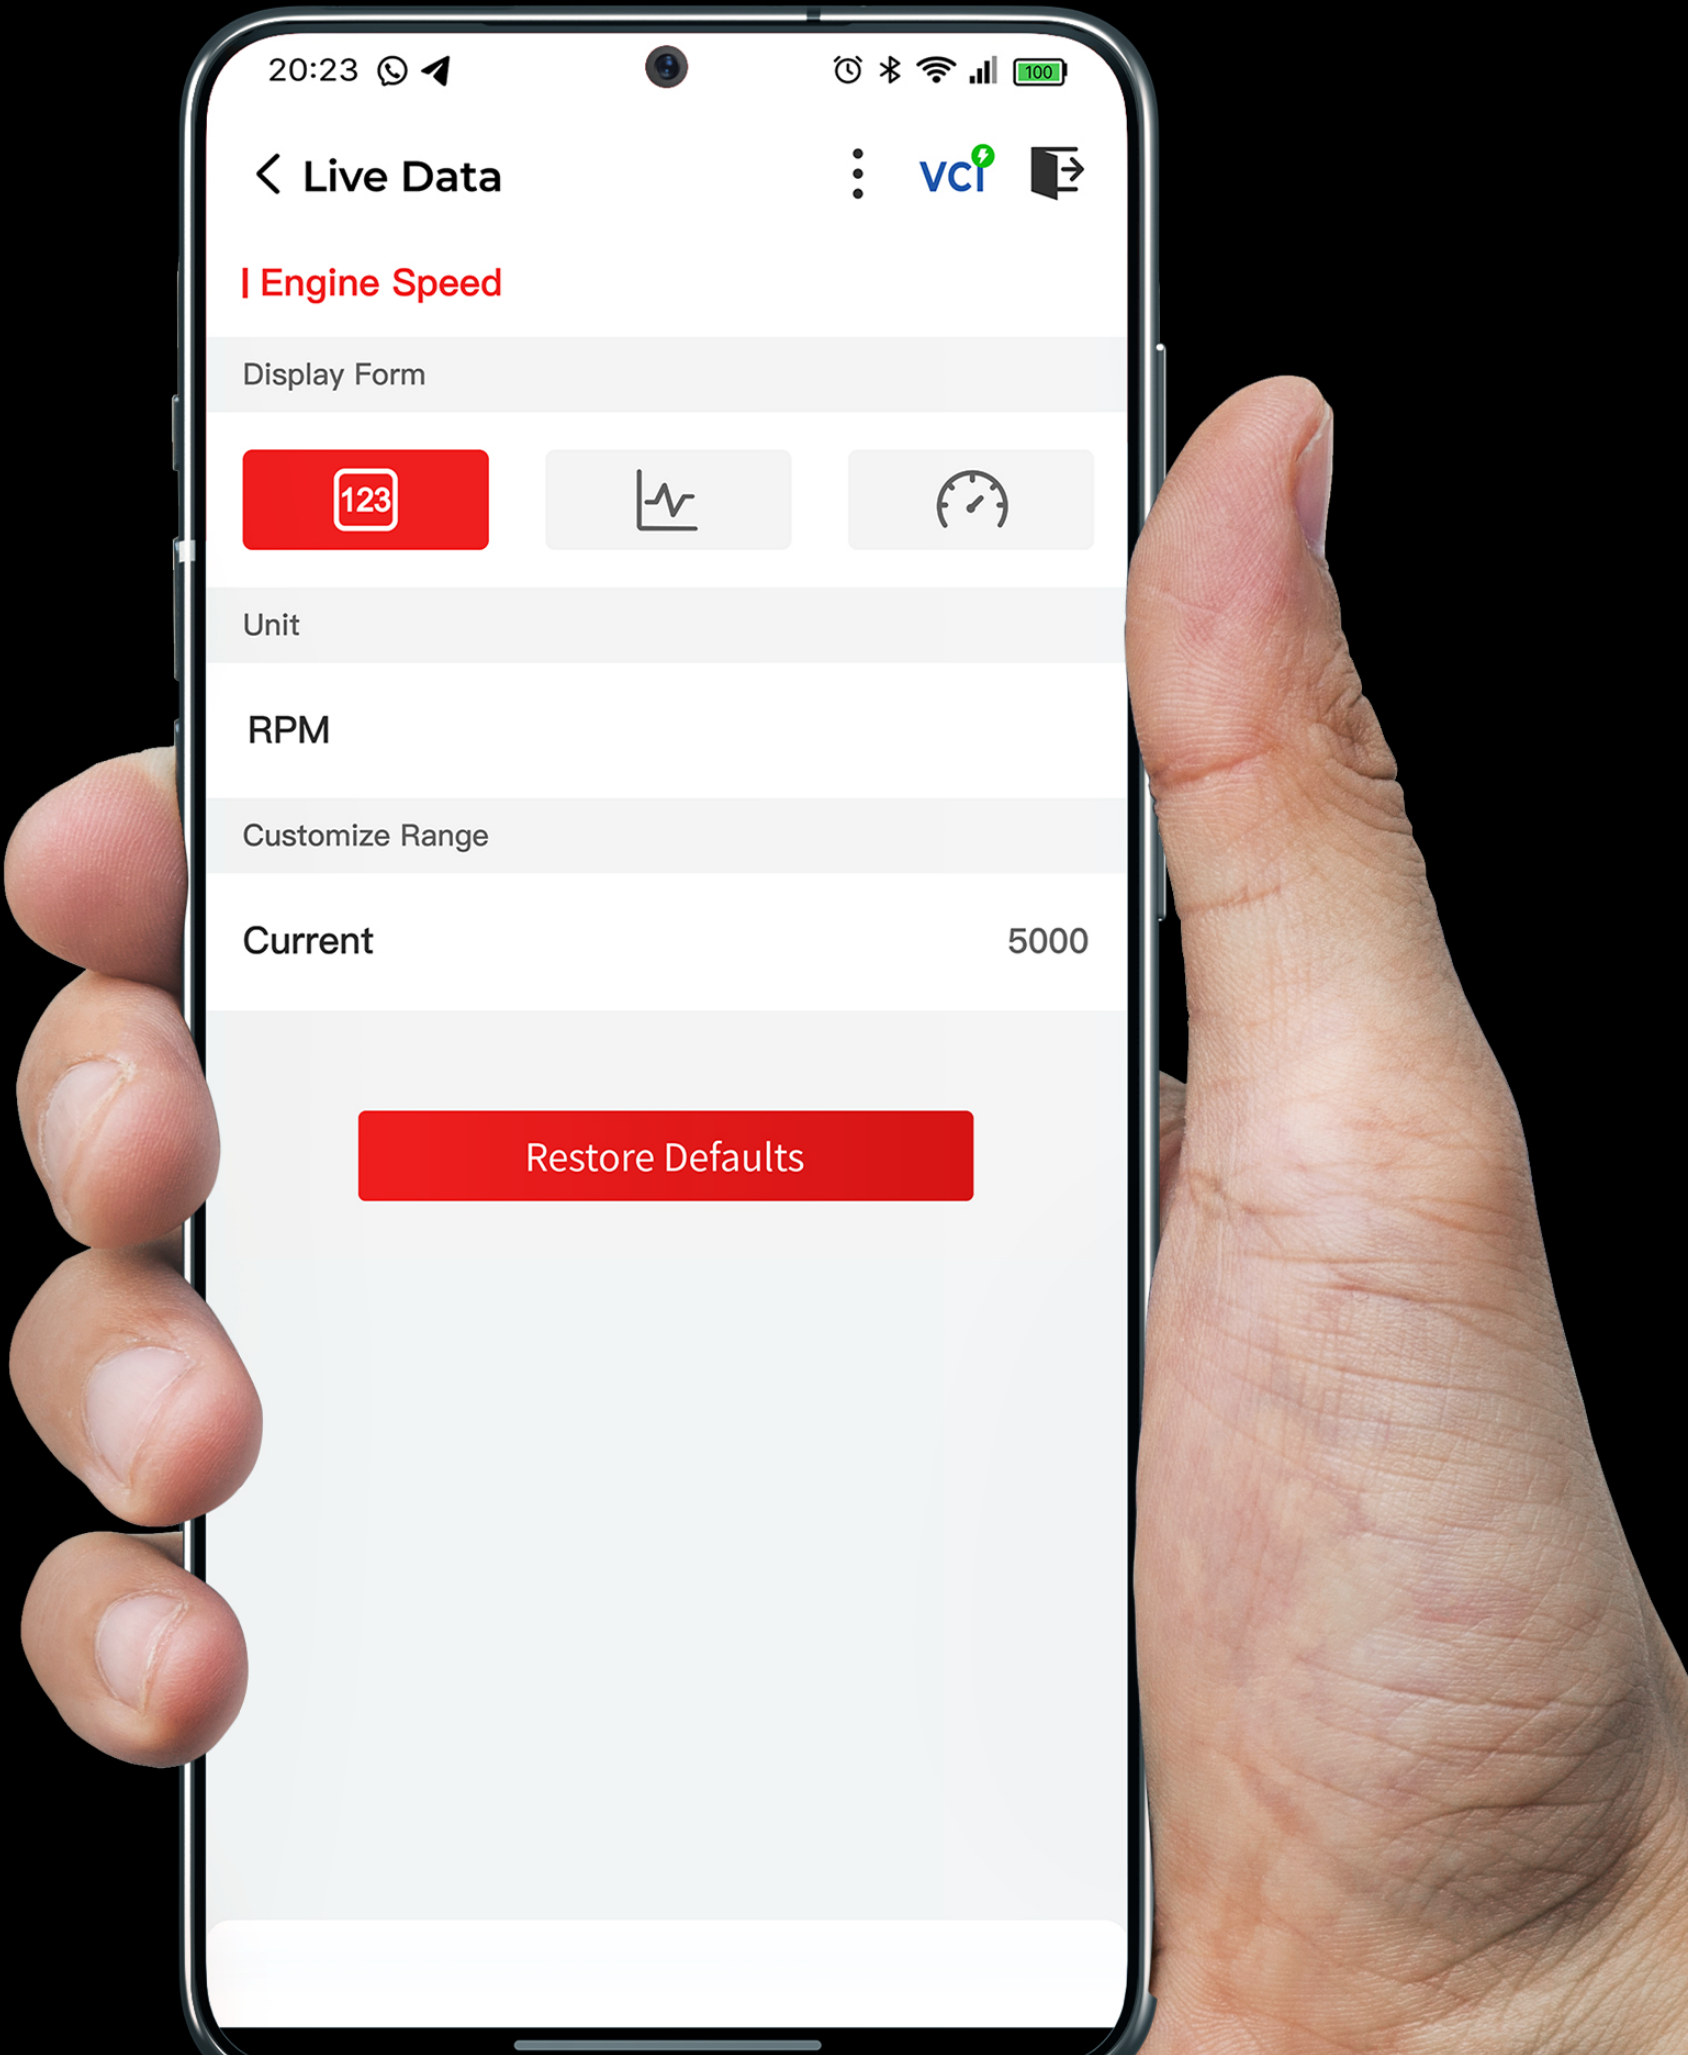 20:23 100
Live Data VCI
Engine Speed
Display Form
123
Unit
RPM
Customize Range
Current 5000
Restore Defaults